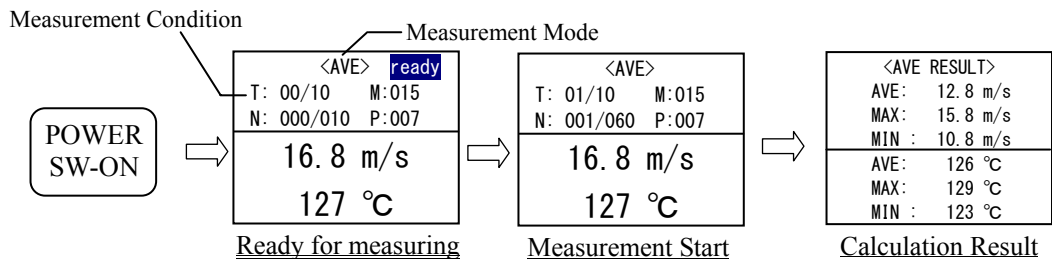 Measurement Condition
Measurement Mode
POWER
SW-ON
<AVE> ready
T: 00/10 M:015
N: 000/010 P:007
16.8 m/s
127 ℃
Ready for measuring
<AVE>
T: 01/10 M:015
N: 001/060 P:007
16.8 m/s
127 ℃
Measurement Start
<AVE RESULT>
AVE: 12.8 m/s
MAX: 15.8 m/s
MIN : 10.8 m/s
AVE: 126 ℃
MAX: 129 ℃
MIN : 123 ℃
Calculation Result